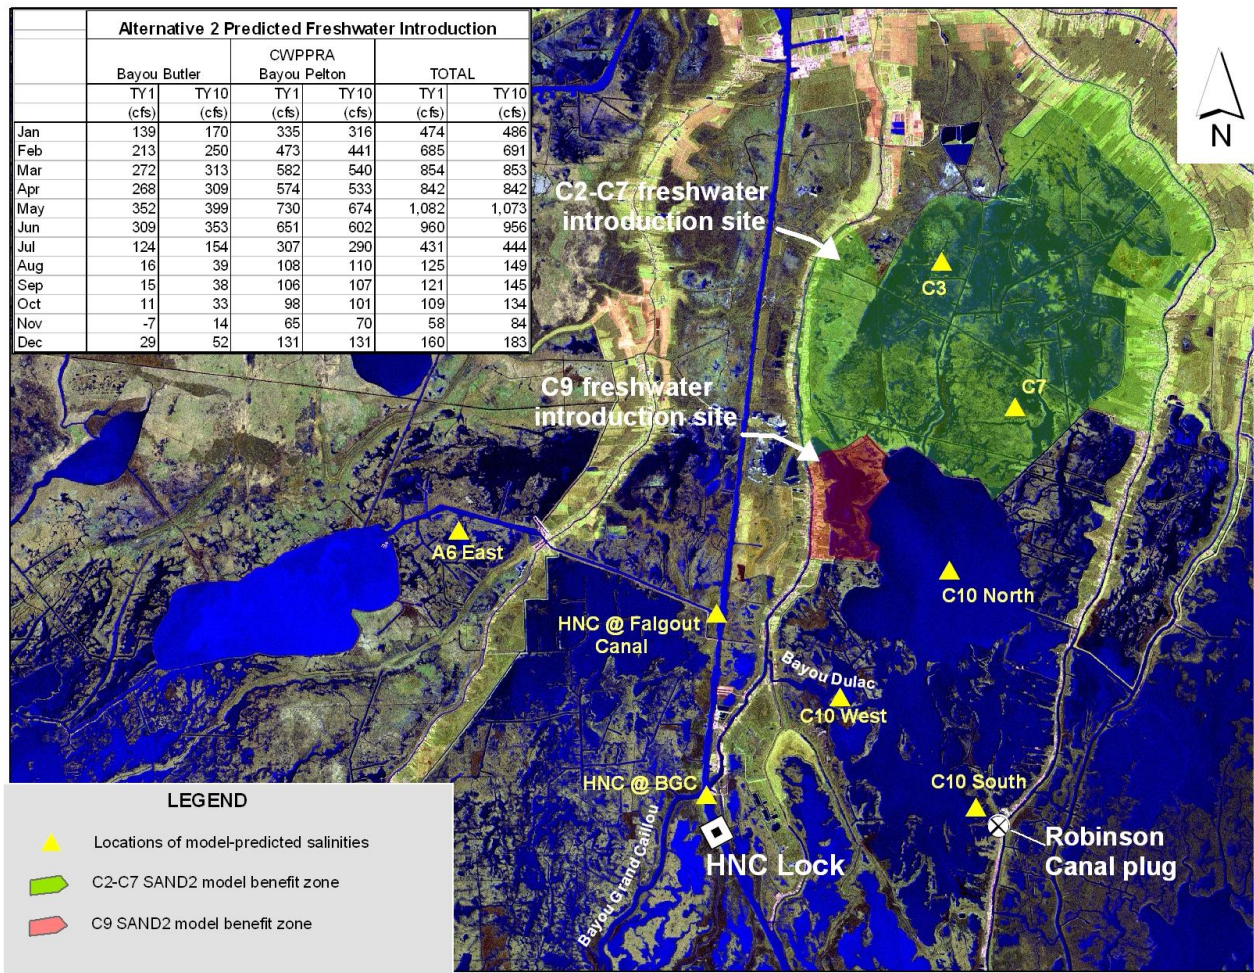 Alternative 2 Predicted Freshwater Introduction
CWPPRA
Bayou Butler Bayou Pelton TOTAL
TY1 TY10 TY1 TY10 TY1 TY10
(cfs) (cfs) (cfs) (cfs) (cfs) (cfs)
Jan 139 170 335 316 474 486
Feb 213 250 473 441 685 691
Mar 272 313 582 540 854 853
Apr 268 309 574 533 842 842
May 352 399 730 674 1,082 1,073
Jun 309 353 651 602 960 956
Jul 124 154 307 290 431 444
Aug 16 39 108 110 125 149
Sep 15 38 106 107 121 145
Oct 11 33 98 101 109 134
Nov -7 14 65 70 58 84
Dec 29 52 131 131 160 183
N
C2-C7 freshwater
introduction site
C3
C9 freshwater
introduction site
C7
A6 East
C10 North
HNC @ Falgout
Canal
Bayou Dulac
C10 West
HNC @ BGC
C10 South
Robinson
Canal plug
HNC Lock
Bayou Grand Caillou
LEGEND
Locations of model-predicted salinities
C2-C7 SAND2 model benefit zone
C9 SAND2 model benefit zone